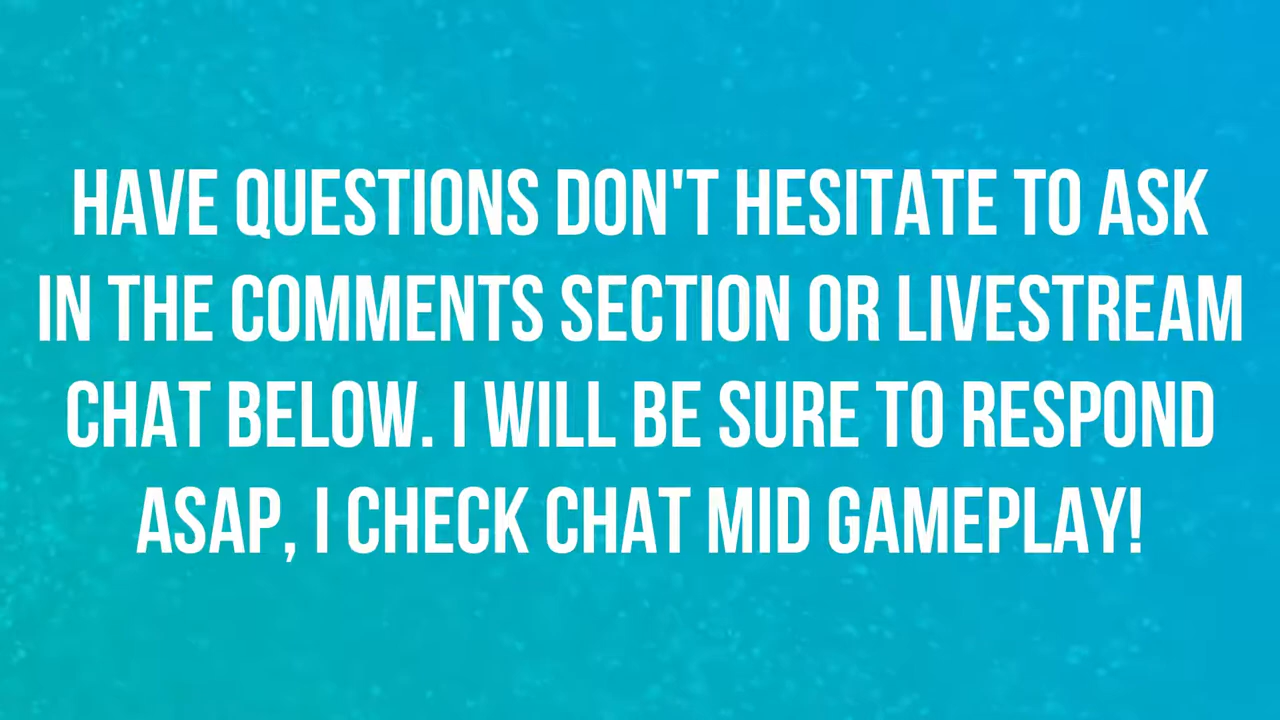 HAVE QUESTIONS DON'T HESITATE TO ASK
IN THE COMMENTS SECTION OR LIVESTREAM
CHAT BELOW. I WILL BE SURE TO RESPOND
ASAP, I CHECK CHAT MID GAMEPLAY!